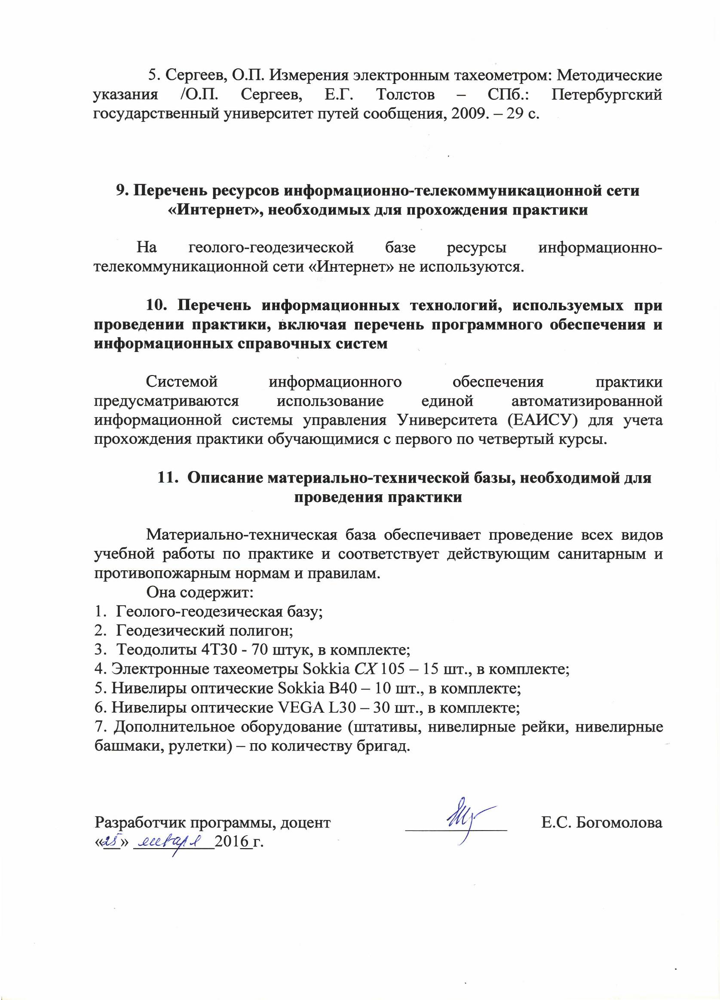 5. Сергеев, О.П. Измерения электронным тахеометром: Методические
указания /О.П. Сергеев, Е.Г. Толстов – СПб.: Петербургский
государственный университет путей сообщения, 2009. – 29 с.
9. Перечень ресурсов информационно-телекоммуникационной сети
«Интернет», необходимых для прохождения практики
На геолого-геодезической базе ресурсы информационно-
телекоммуникационной сети «Интернет» не используются.
10. Перечень информационных технологий, используемых при
проведении практики, включая перечень программного обеспечения и
информационных справочных систем
Системой информационного обеспечения практики
предусматриваются использование единой автоматизированной
информационной системы управления Университета (ЕАИСУ) для учета
прохождения практики обучающимися с первого по четвертый курсы.
11. Описание материально-технической базы, необходимой для
проведения практики
Материально-техническая база обеспечивает проведение всех видов
учебной работы по практике и соответствует действующим санитарным и
противопожарным нормам и правилам.
Она содержит:
1. Геолого-геодезическая базу;
2. Геодезический полигон;
3. Теодолиты 4Т30 - 70 штук, в комплекте;
4. Электронные тахеометры Sokkia CX 105 – 15 шт., в комплекте;
5. Нивелиры оптические Sokkia B40 – 10 шт., в комплекте;
6. Нивелиры оптические VEGA L30 – 30 шт., в комплекте;
7. Дополнительное оборудование (штативы, нивелирные рейки, нивелирные
башмаки, рулетки) – по количеству бригад.
Разработчик программы, доцент Е.С. Богомолова
«25» января 2016 г.